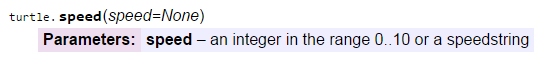 turtle.speed(speed=None)
Parameters: speed – an integer in the range 0..10 or a speedstring